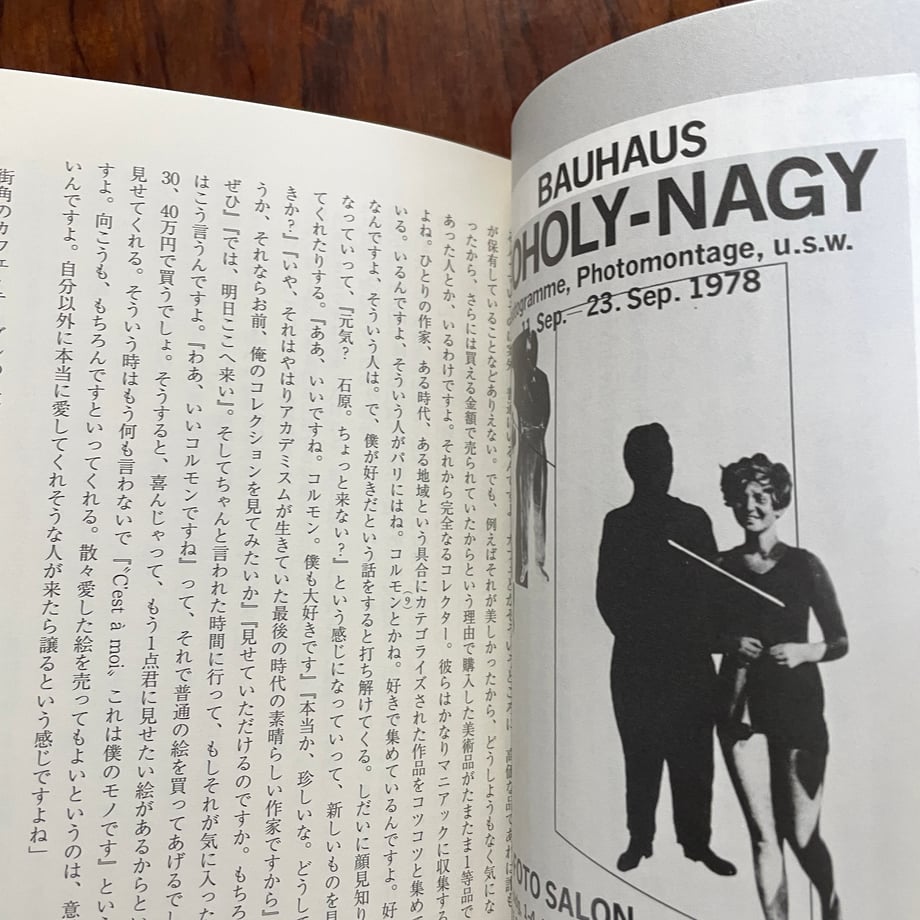 BAUHAUS
OHOLY-NAGY
ogramme, Photomontage, u.s.w.
Sep.— 23. Sep. 1978
OTO SALON
が保有していることなどありえない。でも、例えばそれが美しかったから、どうしようもなく気にな
ったから、さらには買える金額で売られていたからという理由で購入した美術品がたまたま1等品で
あった人とか、いるわけですよ。それから完全なるコレクター。彼らはかなりマニアックに収集する
よね。ひとりの作家、ある時代、ある地域という具合にカテゴライズされた作品をコツコツと集めて
いる。いるんですよ、そういう人がパリにはね。コルモン(9)とかね。好きで集めているんですよ。好
なんですよ、そういう人は。で、僕が好きだという話をすると打ち解けてくる。しだいに顔見知り
なっていって、『元気？　石原。ちょっと来ない？』という感じになっていって、新しいものを見
てくれたりする。『ああ、いいですね。コルモン。僕も大好きです』『本当か、珍しいな。どうして
きか？』『いや、それはやはりアカデミスムが生きていた最後の時代の素晴らしい作家ですから』
うか、それならお前、俺のコレクションを見てみたいか』『見せていただけるのですか。もちろ
ぜひ』『では、明日ここへ来い』。そしてちゃんと言われた時間に行って、もしそれが気に入った
はこう言うんですよ。『わあ、いいコルモンですね』って、それで普通の絵を買ってあげるでし
30、40万円で買うでしょ。そうすると、喜んじゃって、もう1点君に見せたい絵があるからとい
見せてくれる。そういう時はもう何も言わないで『“C'est à moi„ これは僕のモノです』という
すよ。向こうも、もちろんですといってくれる。散々愛した絵を売ってもよいというのは、意
いんですよ。自分以外に本当に愛してくれそうな人が来たら譲るという感じですよね」
街角のカフェ